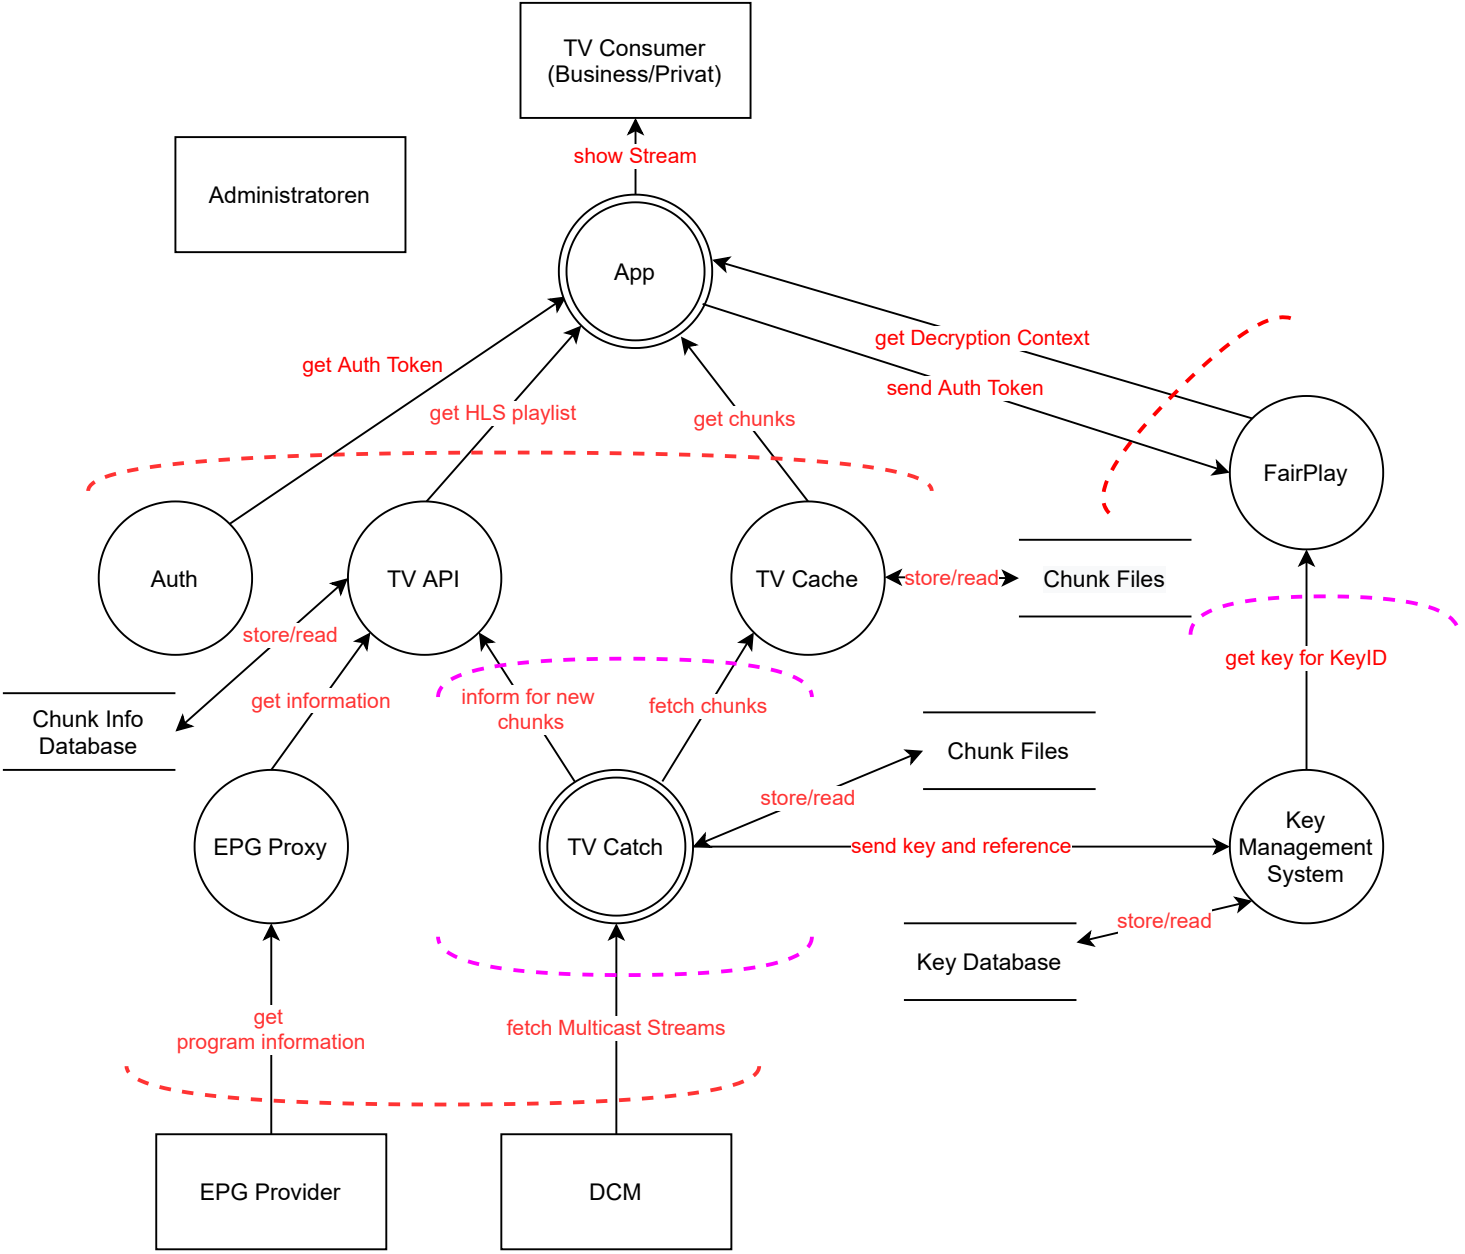 TV Consumer
(Business/Privat)
show Stream
Administratoren
App
get Decryption Context
get Auth Token
send Auth Token
get HLS playlist
get chunks
FairPlay
Auth
TV API
TV Cache
store/read
Chunk Files
store/read
get key for KeyID
get information
inform for new
chunks
fetch chunks
Chunk Info
Database
Chunk Files
store/read
EPG Proxy
TV Catch
send key and reference
Key
Management
System
store/read
Key Database
get
program information
fetch Multicast Streams
EPG Provider
DCM